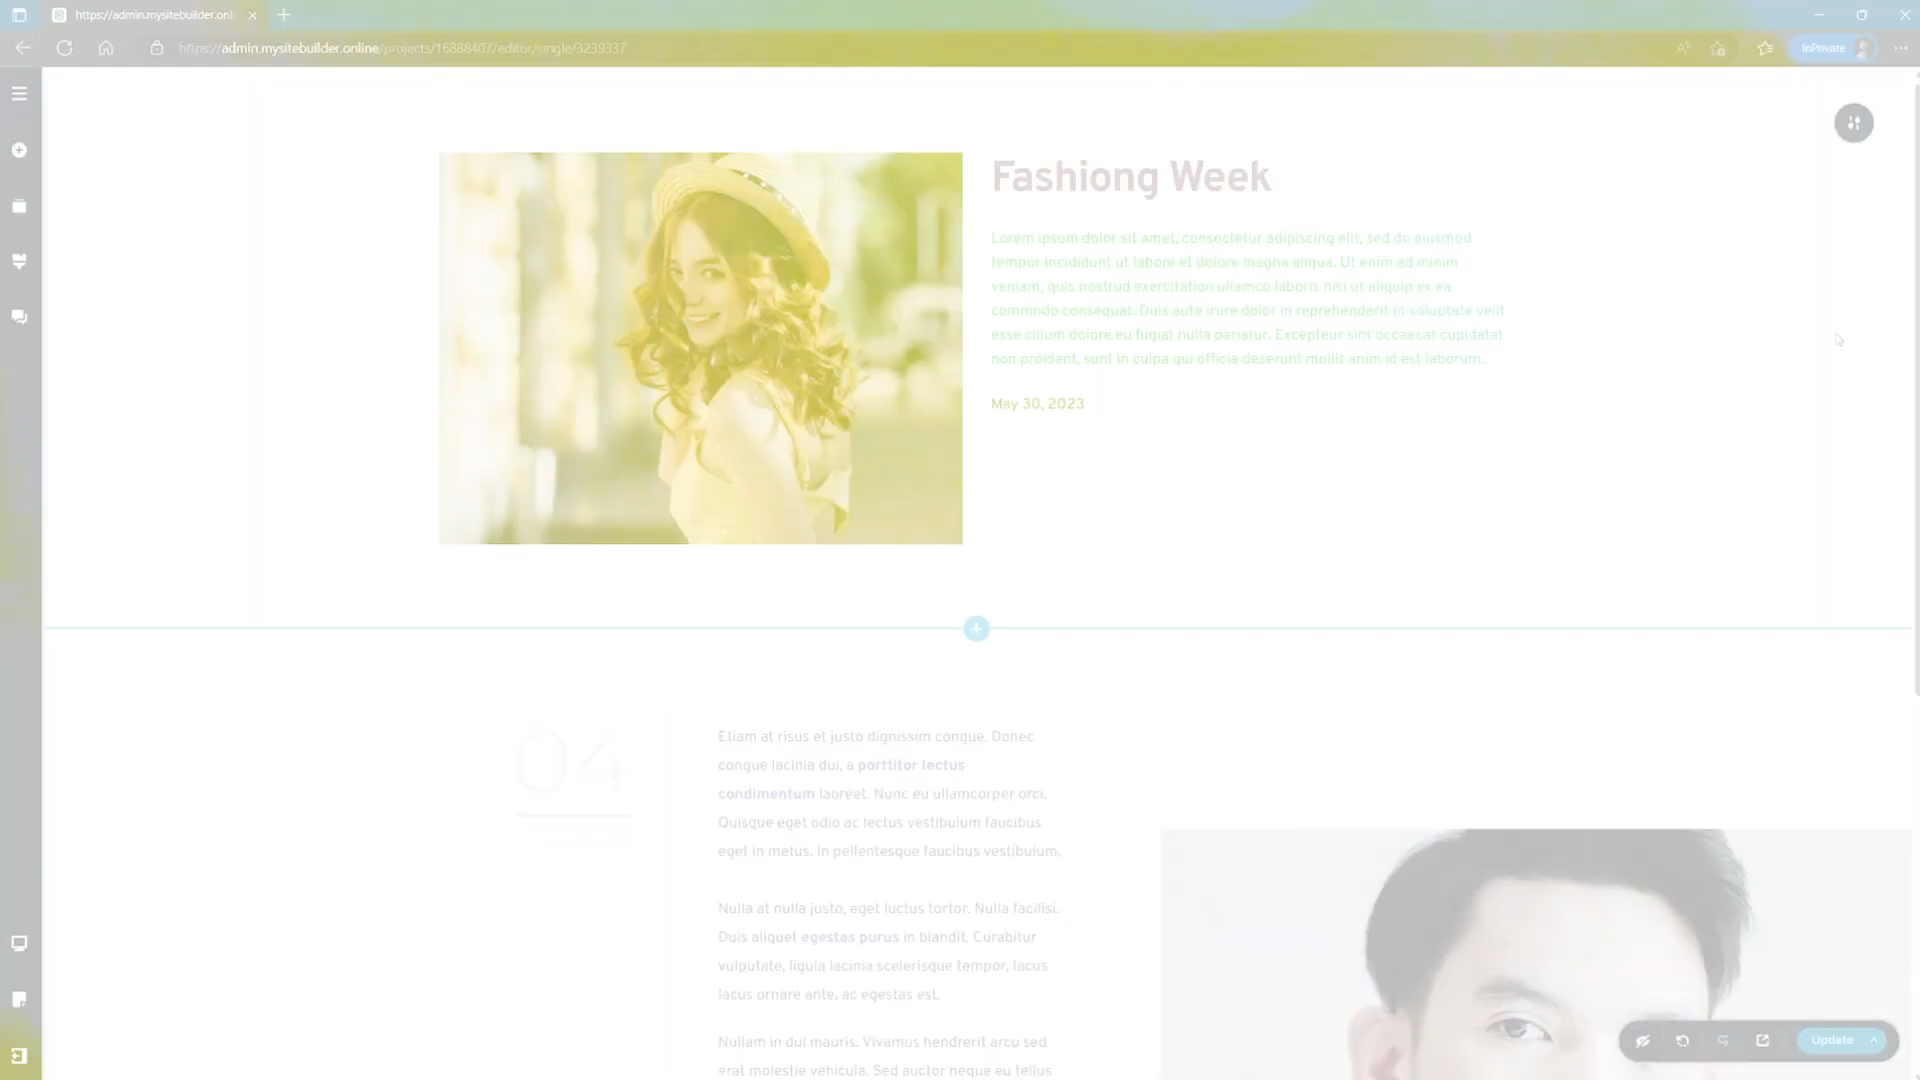 https://admin.mysitebuilder.onl
https://admin.mysitebuilder.online/projects/16888407/editor/single/3239337
InPrivate
Fashiong Week
Lorem ipsum dolor sit amet, consectetur adipiscing elit, sed do eiusmod
tempor incididunt ut labore et dolore magna aliqua. Ut enim ad minim
veniam, quis nostrud exercitation ullamco laboris nisi ut aliquip ex ea
commodo consequat. Duis aute irure dolor in reprehenderit in voluptate velit
esse cillum dolore eu fugiat nulla pariatur. Excepteur sint occaecat cupidatat
non proident, sunt in culpa qui officia deserunt mollit anim id est laborum.
May 30, 2023
04
Etiam at risus et justo dignissim congue. Donec
congue lacinia dui, a porttitor lectus
condimentum laoreet. Nunc eu ullamcorper orci.
Quisque eget odio ac lectus vestibulum faucibus
eget in metus. In pellentesque faucibus vestibulum.
Nulla at nulla justo, eget luctus tortor. Nulla facilisi.
Duis aliquet egestas purus in blandit. Curabitur
vulputate, ligula lacinia scelerisque tempor, lacus
lacus ornare ante, ac egestas est.
Nullam in dui mauris. Vivamus hendrerit arcu sed
erat molestie vehicula. Sed auctor neque eu tellus
Update